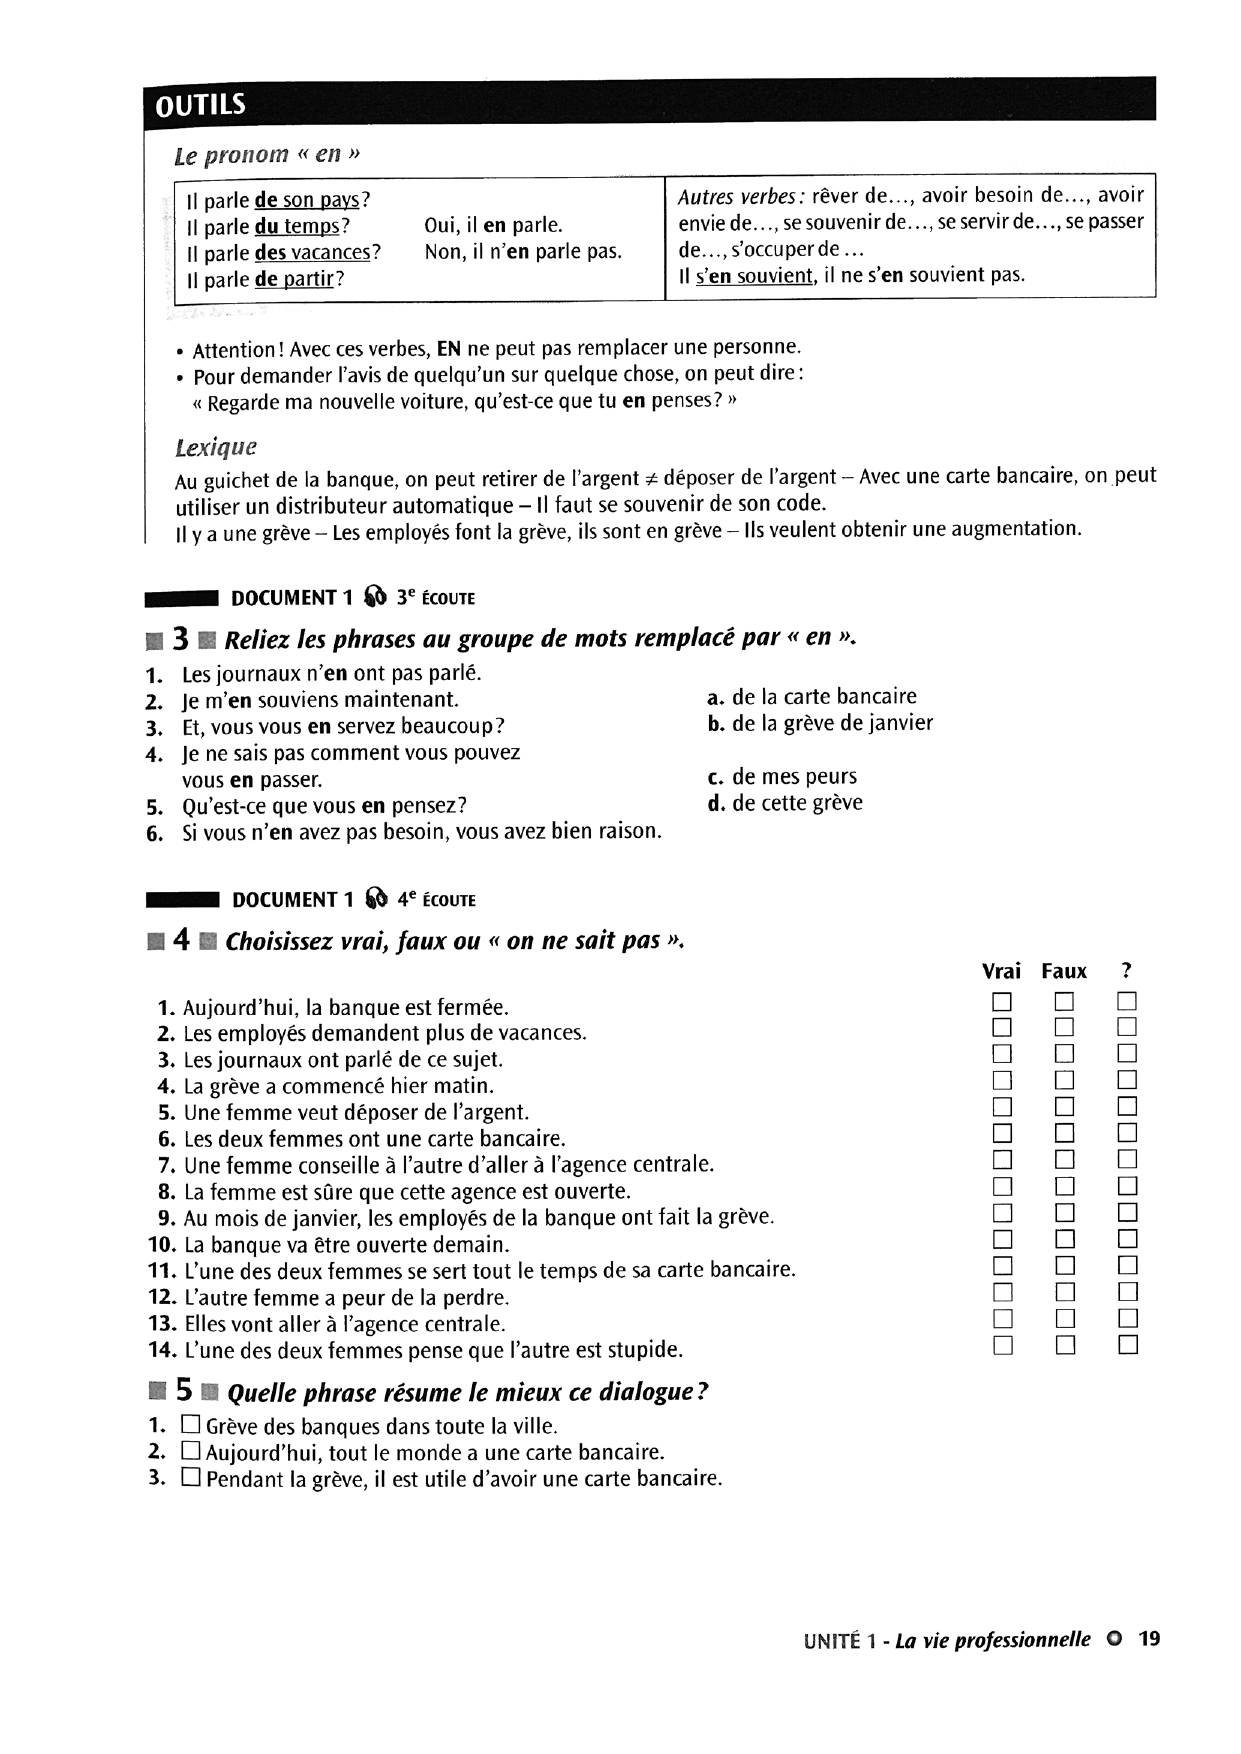 OUTILS
Le pronom « en »
Il parle de son pays?
Il parle du temps?
Il parle des vacances?
Il parle de partir?
Oui, il en parle.
Non, il n'en parle pas.
Autres verbes : rêver de..., avoir besoin de..., avoir
envie de..., se souvenir de..., se servir de..., se passer
de..., s'occuper de ...
Il s'en souvient, il ne s'en souvient pas.
• Attention ! Avec ces verbes, EN ne peut pas remplacer une personne.
• Pour demander l'avis de quelqu'un sur quelque chose, on peut dire :
« Regarde ma nouvelle voiture, qu'est-ce que tu en penses? »
Lexique
Au guichet de la banque, on peut retirer de l'argent ≠ déposer de l'argent – Avec une carte bancaire, on peut
utiliser un distributeur automatique – Il faut se souvenir de son code.
Il y a une grève – Les employés font la grève, ils sont en grève – Ils veulent obtenir une augmentation.
DOCUMENT 1 3e ÉCOUTE
3 Reliez les phrases au groupe de mots remplacé par « en ».
1. Les journaux n'en ont pas parlé.
2. Je m'en souviens maintenant.
3. Et, vous vous en servez beaucoup?
4. Je ne sais pas comment vous pouvez
vous en passer.
5. Qu'est-ce que vous en pensez?
6. Si vous n'en avez pas besoin, vous avez bien raison.
a. de la carte bancaire
b. de la grève de janvier
c. de mes peurs
d. de cette grève
DOCUMENT 1 4e ÉCOUTE
4 Choisissez vrai, faux ou « on ne sait pas ».
Vrai Faux ?
1. Aujourd'hui, la banque est fermée.
2. Les employés demandent plus de vacances.
3. Les journaux ont parlé de ce sujet.
4. La grève a commencé hier matin.
5. Une femme veut déposer de l'argent.
6. Les deux femmes ont une carte bancaire.
7. Une femme conseille à l'autre d'aller à l'agence centrale.
8. La femme est sûre que cette agence est ouverte.
9. Au mois de janvier, les employés de la banque ont fait la grève.
10. La banque va être ouverte demain.
11. L'une des deux femmes se sert tout le temps de sa carte bancaire.
12. L'autre femme a peur de la perdre.
13. Elles vont aller à l'agence centrale.
14. L'une des deux femmes pense que l'autre est stupide.
5 Quelle phrase résume le mieux ce dialogue?
1. Grève des banques dans toute la ville.
2. Aujourd'hui, tout le monde a une carte bancaire.
3. Pendant la grève, il est utile d'avoir une carte bancaire.
UNITÉ 1 - La vie professionnelle 19